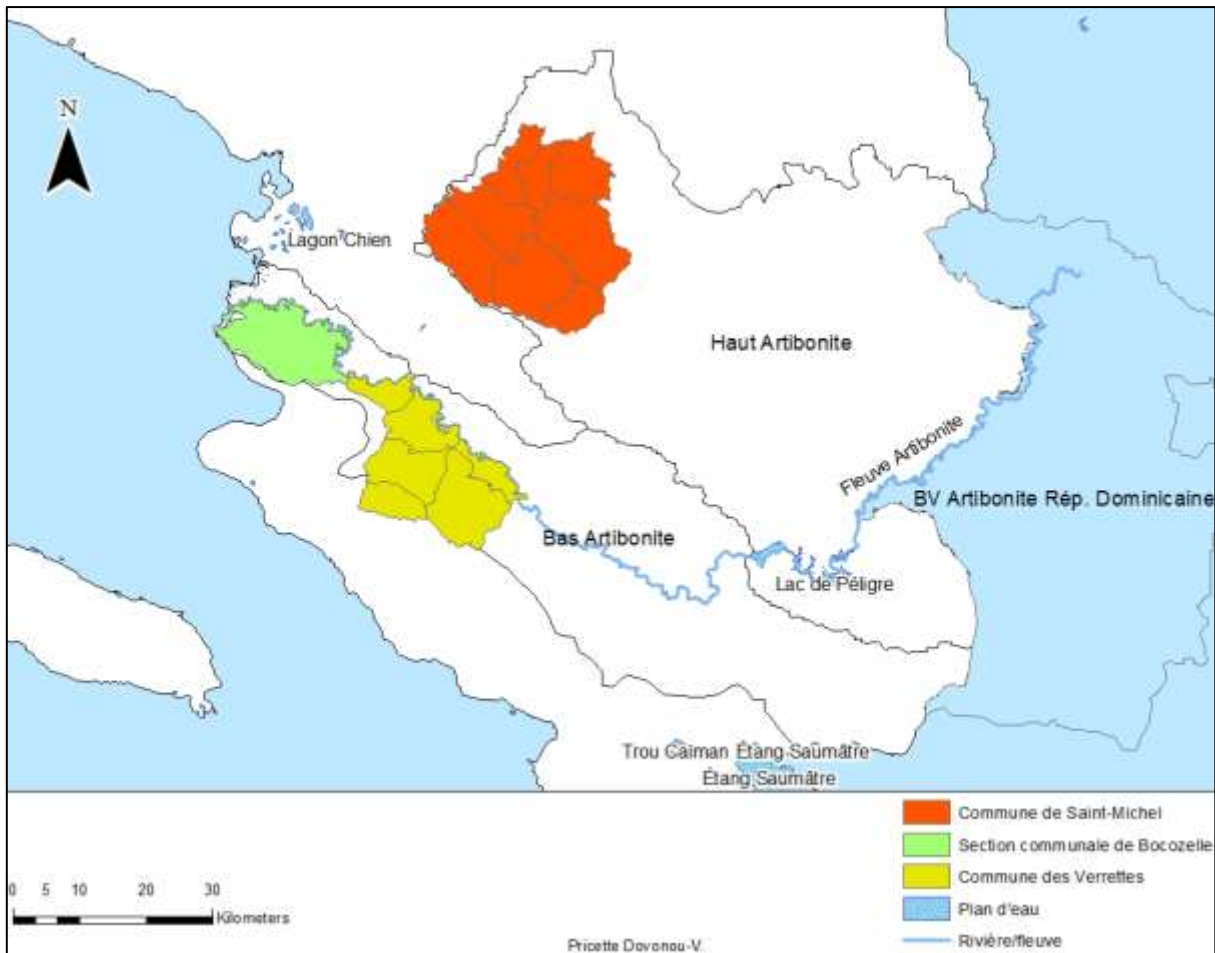 N
Lagon Chien
Haut Artibonite
Fleuve Artibonite
BV Artibonite Rép. Dominicaine
Bas Artibonite
Lac de Péligre
Trou Caiman Étang Saumâtre
Étang Saumâtre
Commune de Saint-Michel
Section communale de Bocozelle
Commune des Verrettes
Plan d'eau
Rivière/fleuve
0 5 10 20 30
Kilometers
Pricette Dovonou-V.